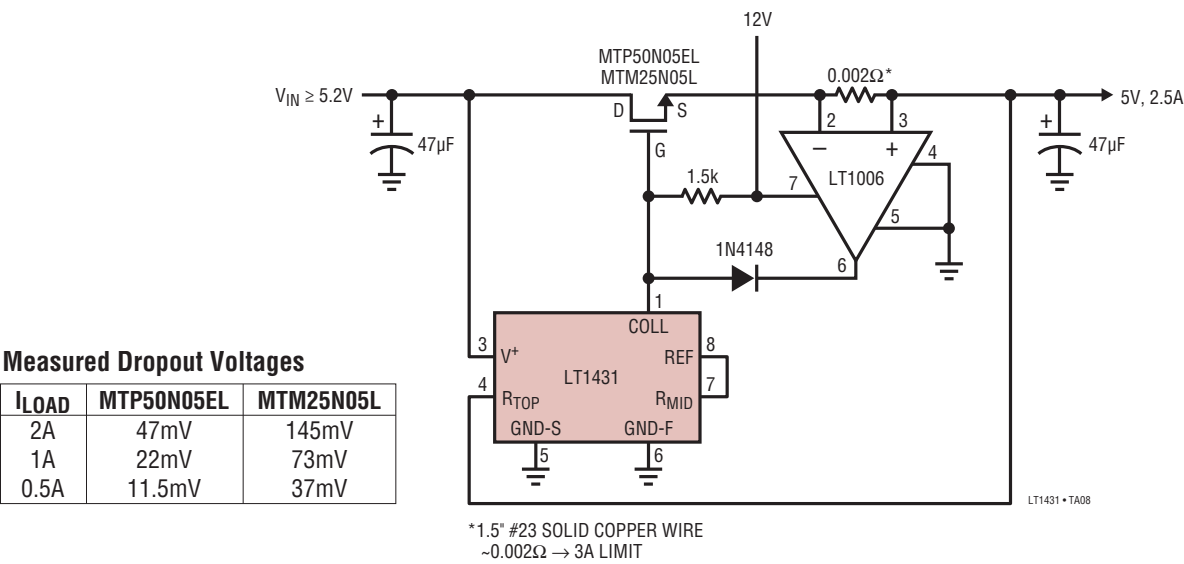 12V
MTP50N05EL
MTM25N05L
0.002Ω*
V_IN ≥ 5.2V
D
S
G
5V, 2.5A
+
47µF
+
47µF
2
3
–
+
4
LT1006
1.5k
7
5
1N4148
6
1
COLL
3
V+
8
REF
LT1431
4
R_TOP
7
R_MID
GND-S
GND-F
5
6
Measured Dropout Voltages
I_LOAD MTP50N05EL MTM25N05L
2A 47mV 145mV
1A 22mV 73mV
0.5A 11.5mV 37mV
LT1431 • TA08
*1.5" #23 SOLID COPPER WIRE
~0.002Ω → 3A LIMIT